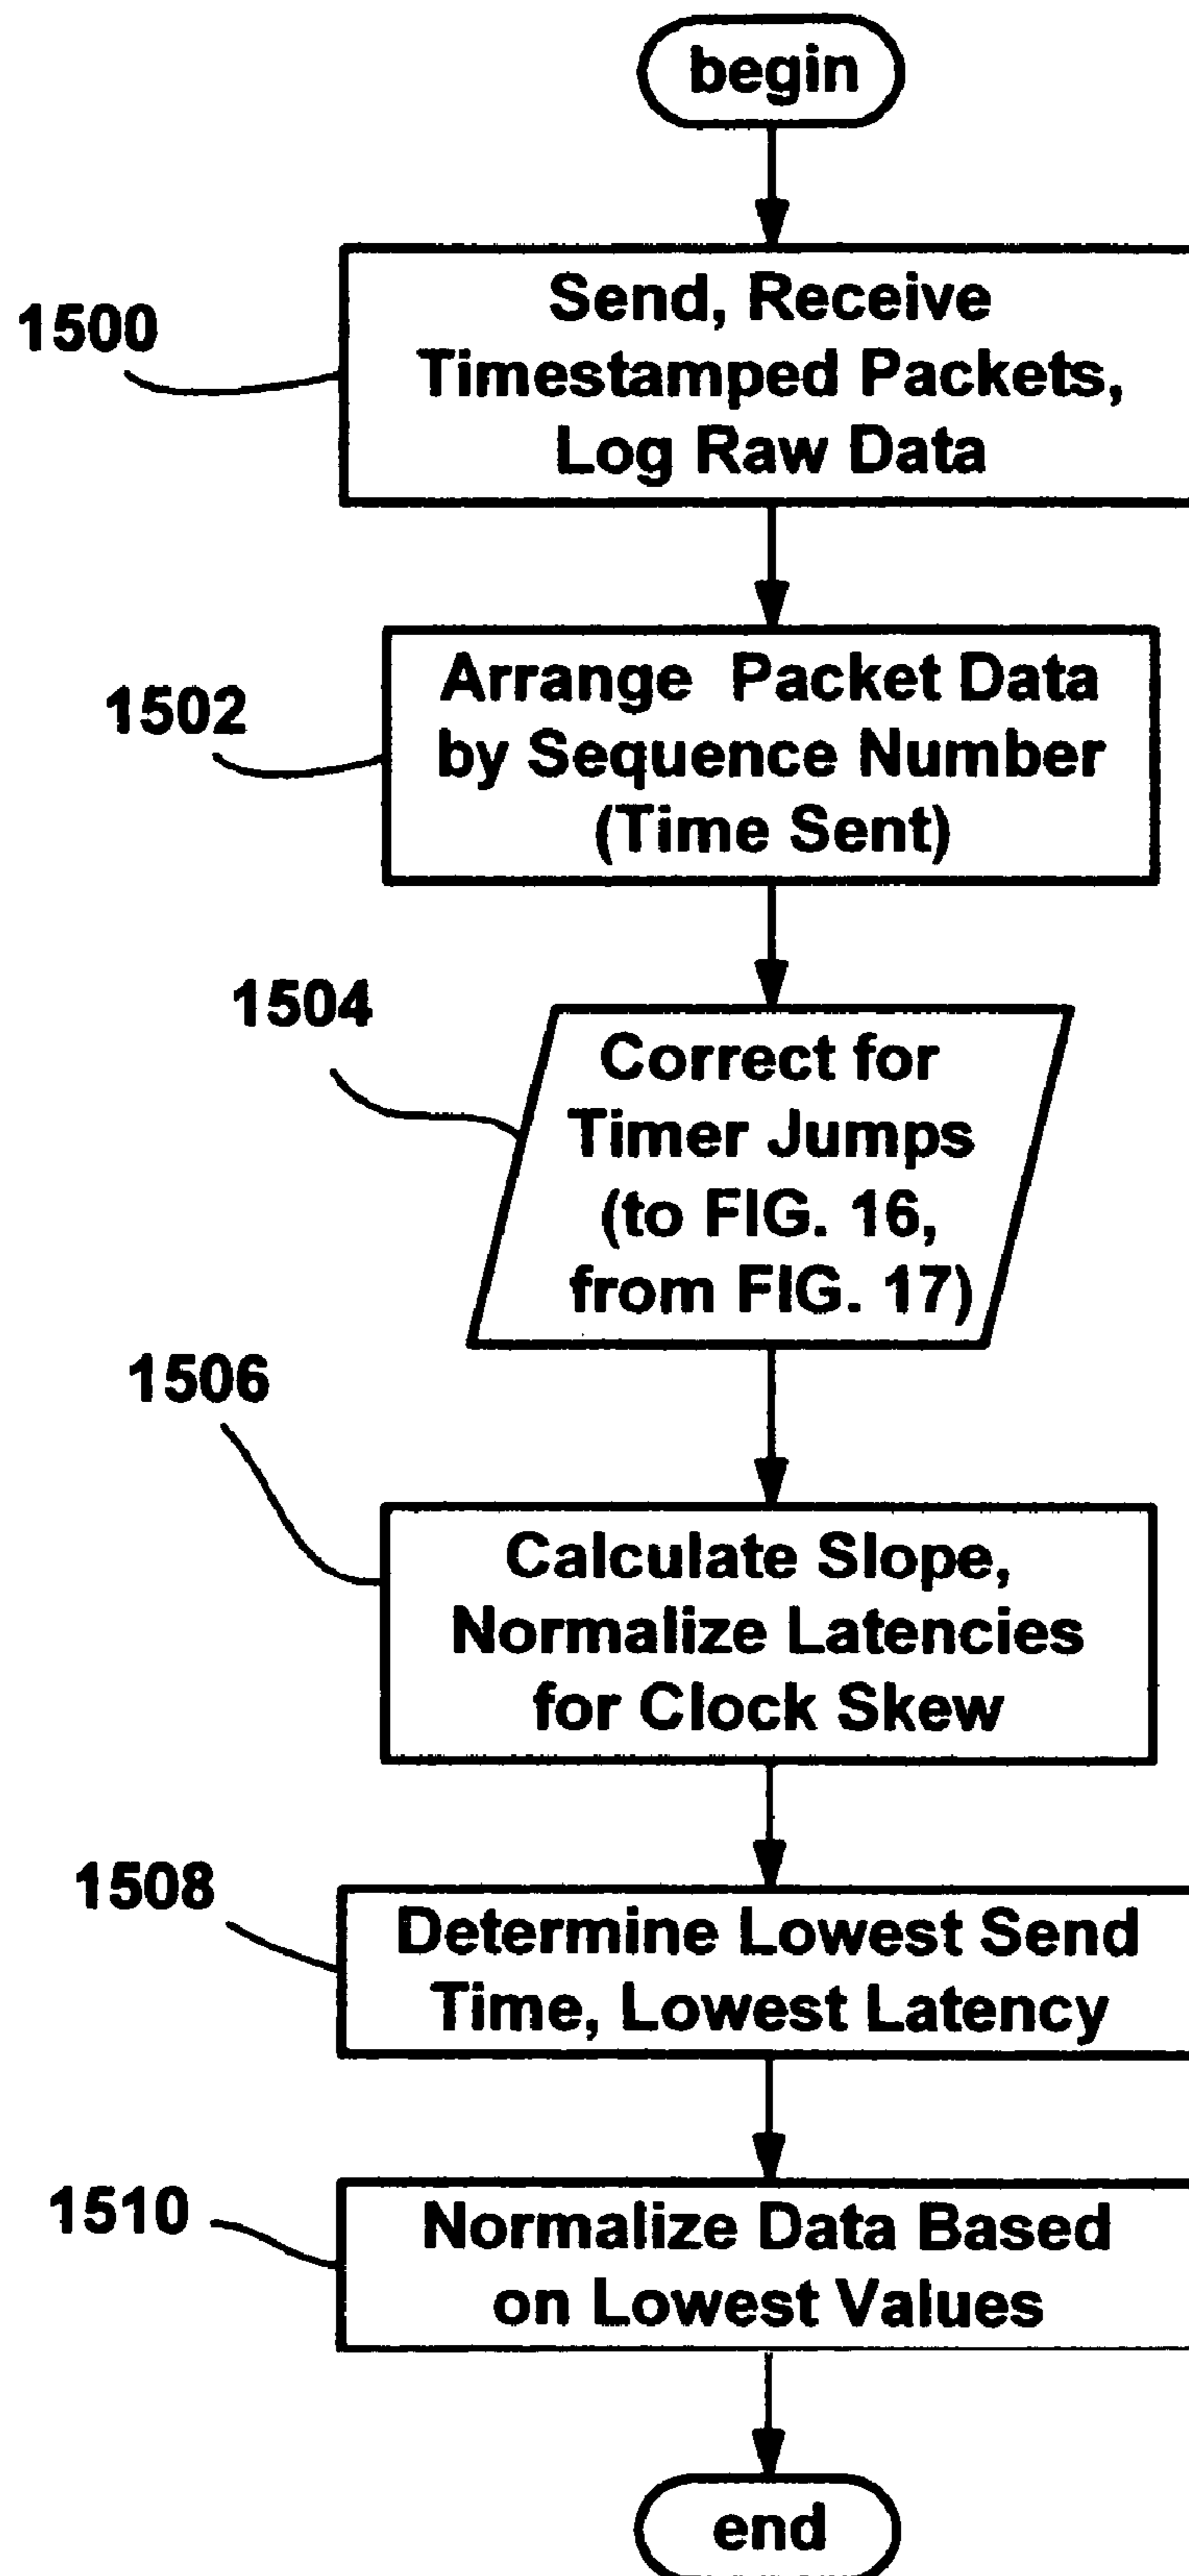 begin
1500
Send, Receive
Timestamped Packets,
Log Raw Data
1502
Arrange Packet Data
by Sequence Number
(Time Sent)
1504
Correct for
Timer Jumps
(to FIG. 16,
from FIG. 17)
1506
Calculate Slope,
Normalize Latencies
for Clock Skew
1508
Determine Lowest Send
Time, Lowest Latency
1510
Normalize Data Based
on Lowest Values
end